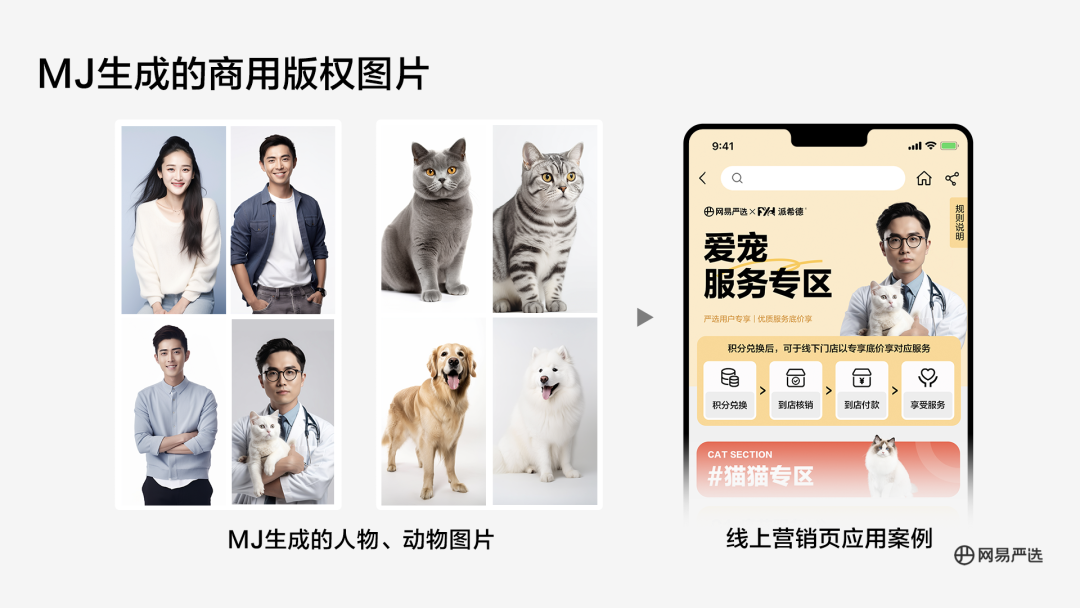 MJ生成的商用版权图片
9:41
网易严选×FXH派希德
规则说明
爱宠
服务专区
严选用户专享｜优质服务底价享
积分兑换后，可于线下门店以专享底价享对应服务
积分兑换 > 到店核销 > 到店付款 > 享受服务
CAT SECTION
#猫猫专区
MJ生成的人物、动物图片
线上营销页应用案例
网易严选